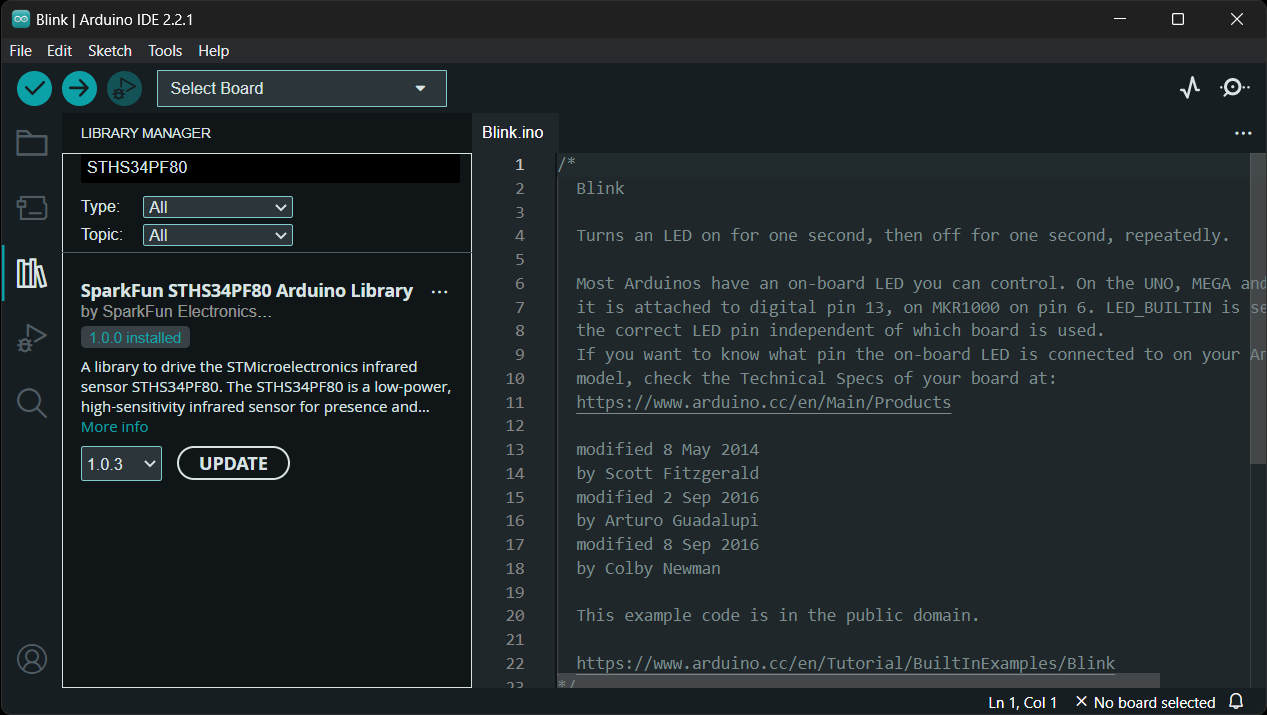 Blink | Arduino IDE 2.2.1
File Edit Sketch Tools Help
Select Board
LIBRARY MANAGER
STHS34PF80
Type: All
Topic: All
SparkFun STHS34PF80 Arduino Library ...
by SparkFun Electronics...
1.0.0 installed
A library to drive the STMicroelectronics infrared
sensor STHS34PF80. The STHS34PF80 is a low-power,
high-sensitivity infrared sensor for presence and...
More info
1.0.3 UPDATE
Blink.ino
1 /*
2 Blink
3
4 Turns an LED on for one second, then off for one second, repeatedly.
5
6 Most Arduinos have an on-board LED you can control. On the UNO, MEGA and
7 it is attached to digital pin 13, on MKR1000 on pin 6. LED_BUILTIN is se
8 the correct LED pin independent of which board is used.
9 If you want to know what pin the on-board LED is connected to on your Ar
10 model, check the Technical Specs of your board at:
11 https://www.arduino.cc/en/Main/Products
12
13 modified 8 May 2014
14 by Scott Fitzgerald
15 modified 2 Sep 2016
16 by Arturo Guadalupi
17 modified 8 Sep 2016
18 by Colby Newman
19
20 This example code is in the public domain.
21
22 https://www.arduino.cc/en/Tutorial/BuiltInExamples/Blink
23 */
Ln 1, Col 1 × No board selected